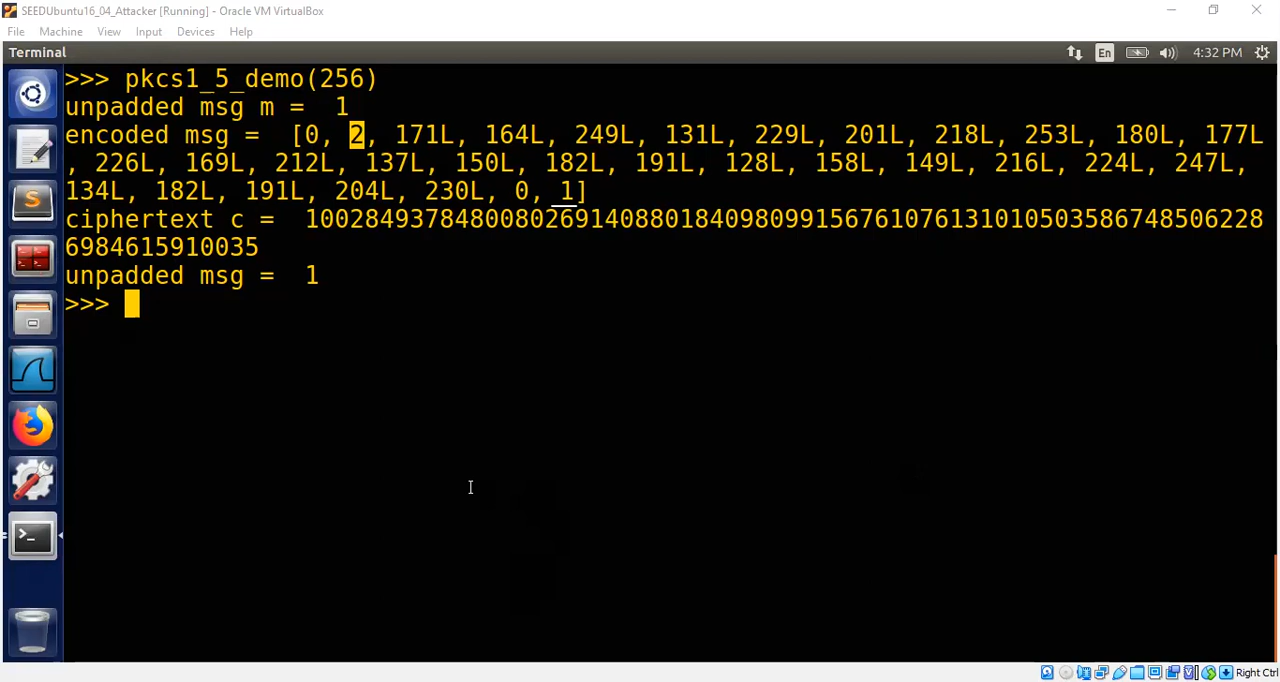 SEEDUbuntu16_04_Attacker [Running] - Oracle VM VirtualBox
File Machine View Input Devices Help
Terminal En 4:32 PM
>>> pkcs1_5_demo(256)
unpadded msg m =  1
encoded msg =  [0, 2, 171L, 164L, 249L, 131L, 229L, 201L, 218L, 253L, 180L, 177L
, 226L, 169L, 212L, 137L, 150L, 182L, 191L, 128L, 158L, 149L, 216L, 224L, 247L,
134L, 182L, 191L, 204L, 230L, 0, 1]
ciphertext c =  1002849378480080269140880184098099156761076131010503586748506228
6984615910035
unpadded msg =  1
>>>
Right Ctrl